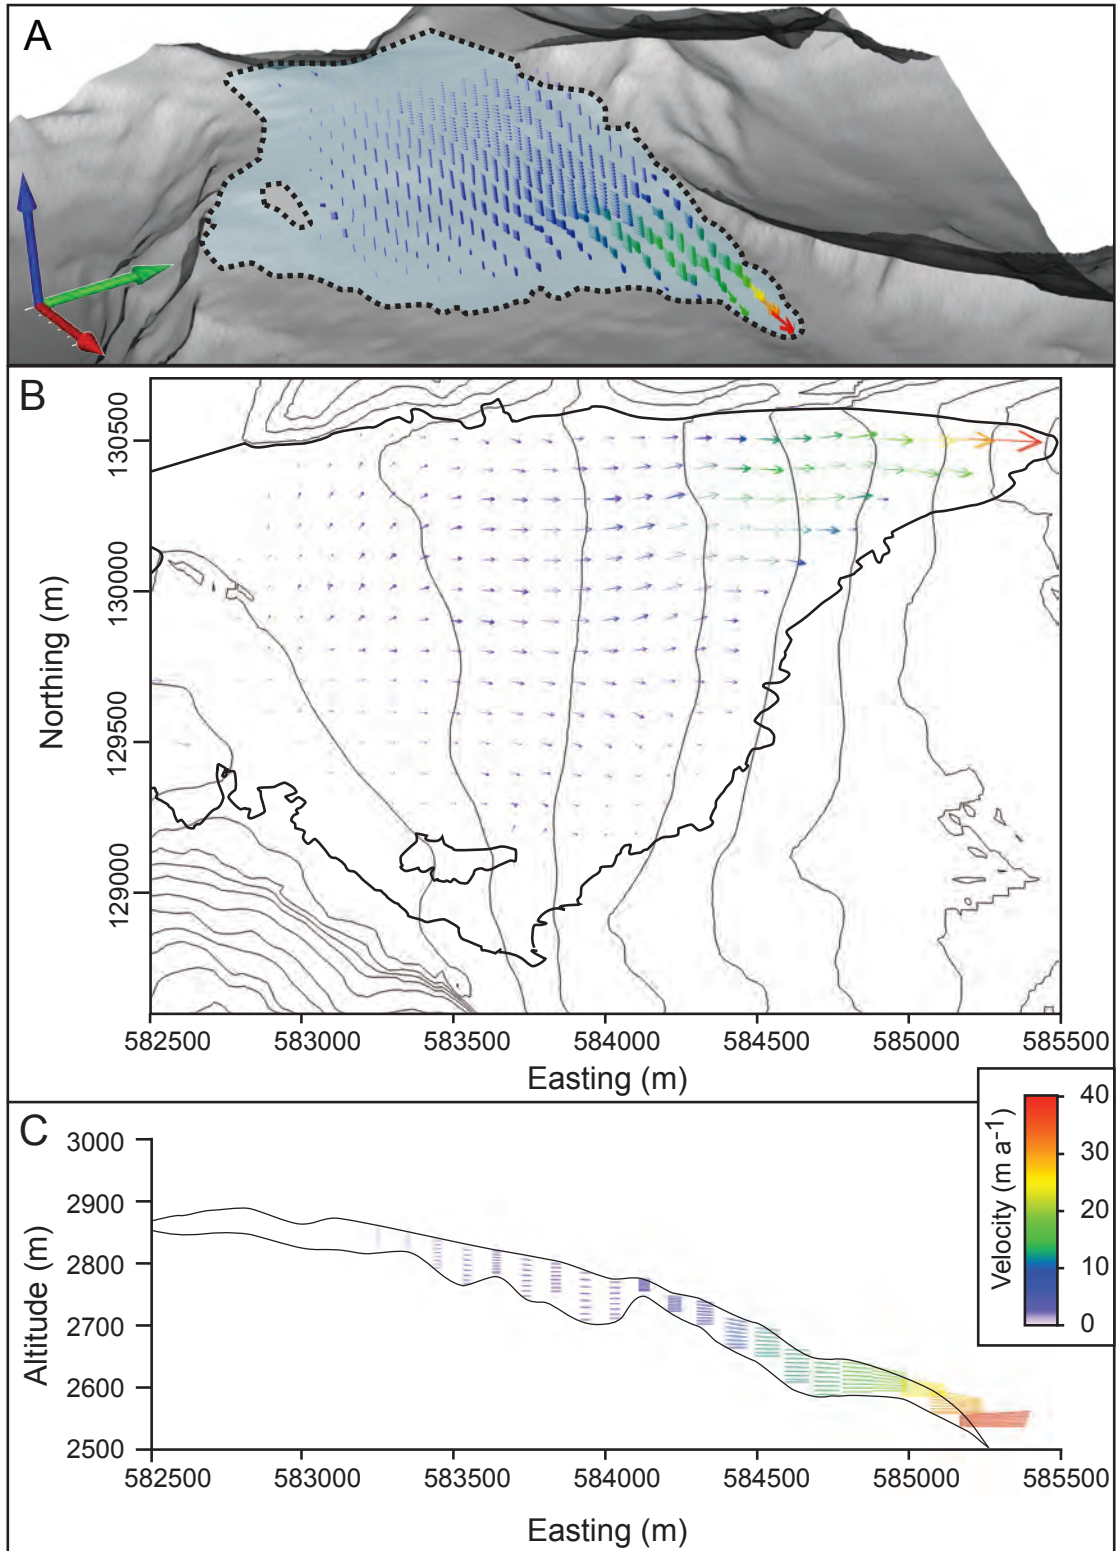 A
B
Northing (m)
130500
130000
129500
129000
582500 583000 583500 584000 584500 585000 585500
Easting (m)
C
Altitude (m)
3000
2900
2800
2700
2600
2500
582500 583000 583500 584000 584500 585000 585500
Easting (m)
Velocity (m a⁻¹)
40
30
20
10
0